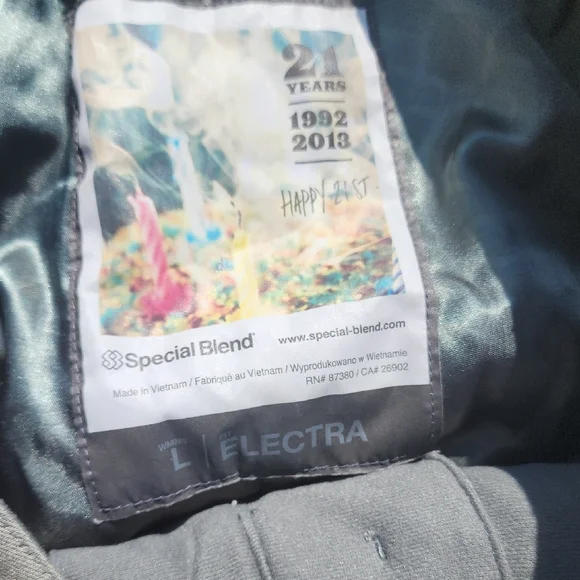 21
YEARS
1992
2013
HAPPY 21ST.
Special Blend
www.special-blend.com
Made in Vietnam / Fabriqué au Vietnam / Wyprodukowano w Wietnamie
RN# 87380 / CA# 26902
WMNS
L
ELECTRA